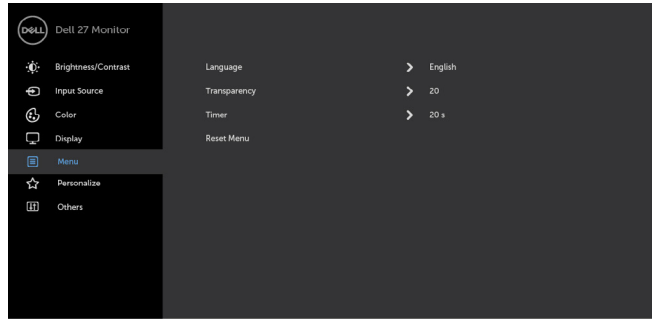 DELL Dell 27 Monitor
Brightness/Contrast Language English
Input Source Transparency 20
Color Timer 20 s
Display Reset Menu
Menu
Personalize
Others